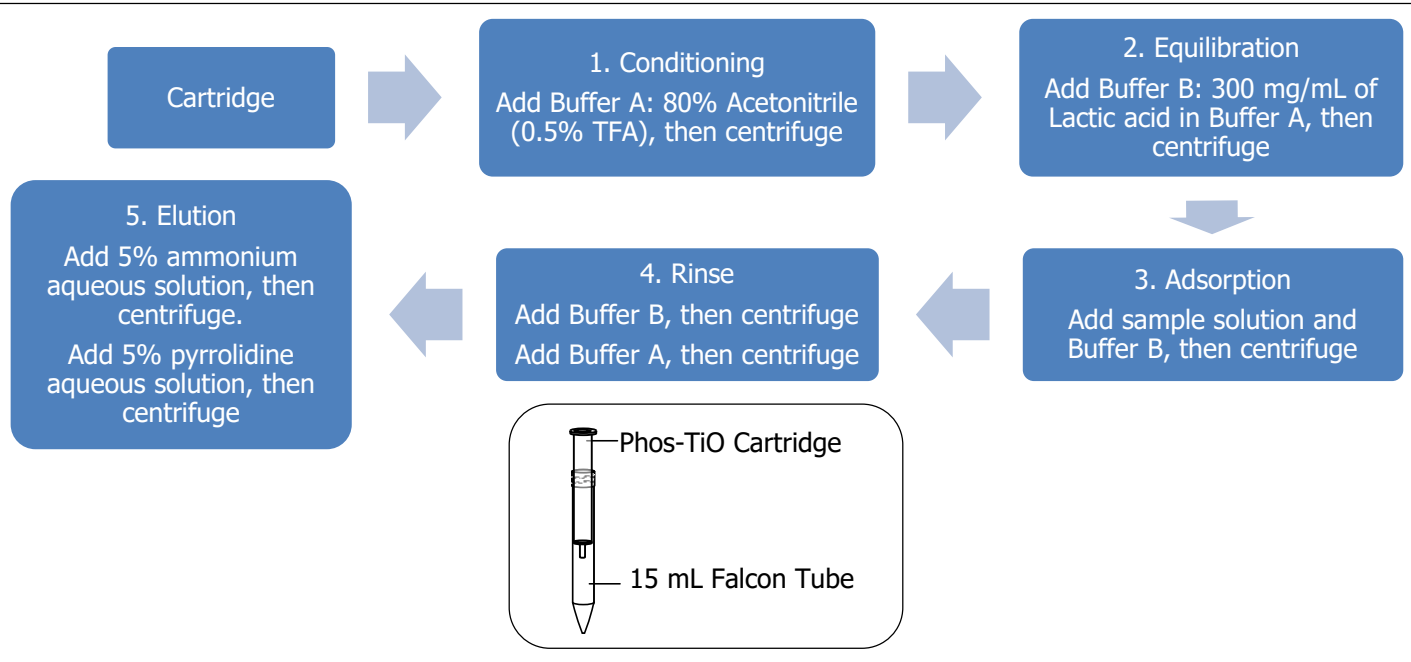 Cartridge
1. Conditioning
Add Buffer A: 80% Acetonitrile
(0.5% TFA), then centrifuge
2. Equilibration
Add Buffer B: 300 mg/mL of
Lactic acid in Buffer A, then
centrifuge
3. Adsorption
Add sample solution and
Buffer B, then centrifuge
4. Rinse
Add Buffer B, then centrifuge
Add Buffer A, then centrifuge
5. Elution
Add 5% ammonium
aqueous solution, then
centrifuge.
Add 5% pyrrolidine
aqueous solution, then
centrifuge
Phos-TiO Cartridge
15 mL Falcon Tube